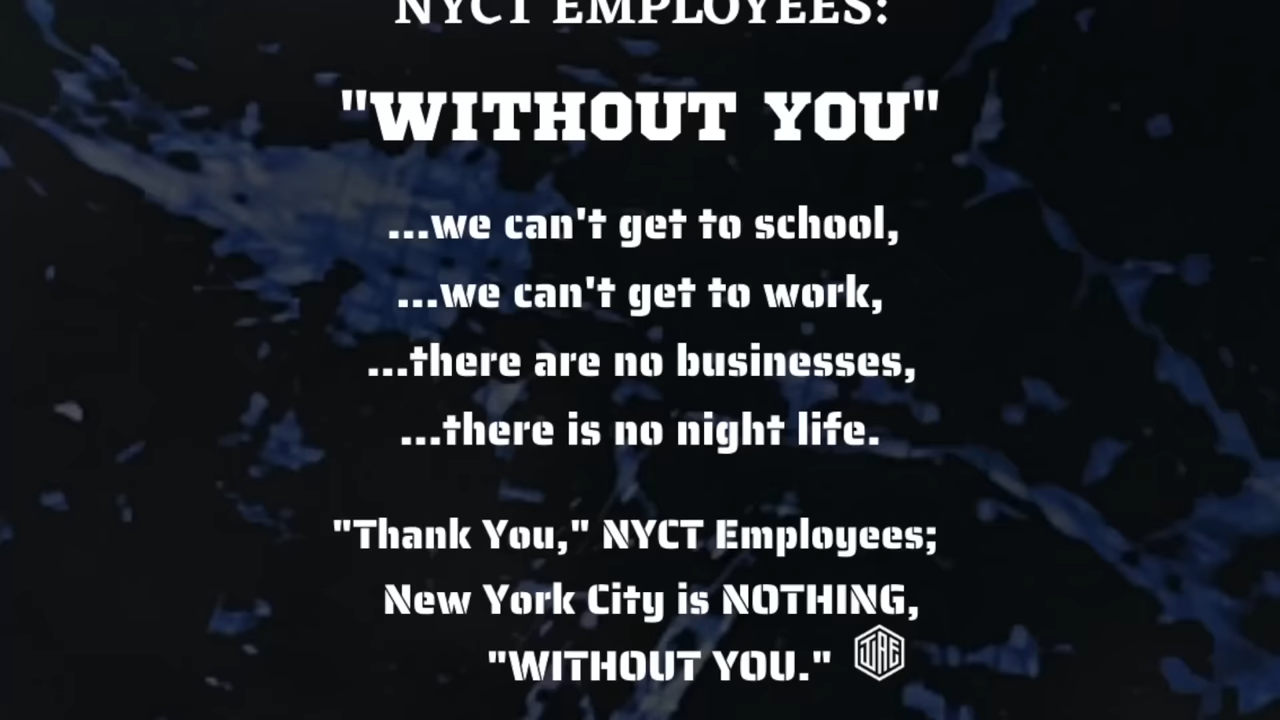 NYCT EMPLOYEES:
"WITHOUT YOU"
...we can't get to school,
...we can't get to work,
...there are no businesses,
...there is no night life.
"Thank You," NYCT Employees;
New York City is NOTHING,
"WITHOUT YOU."